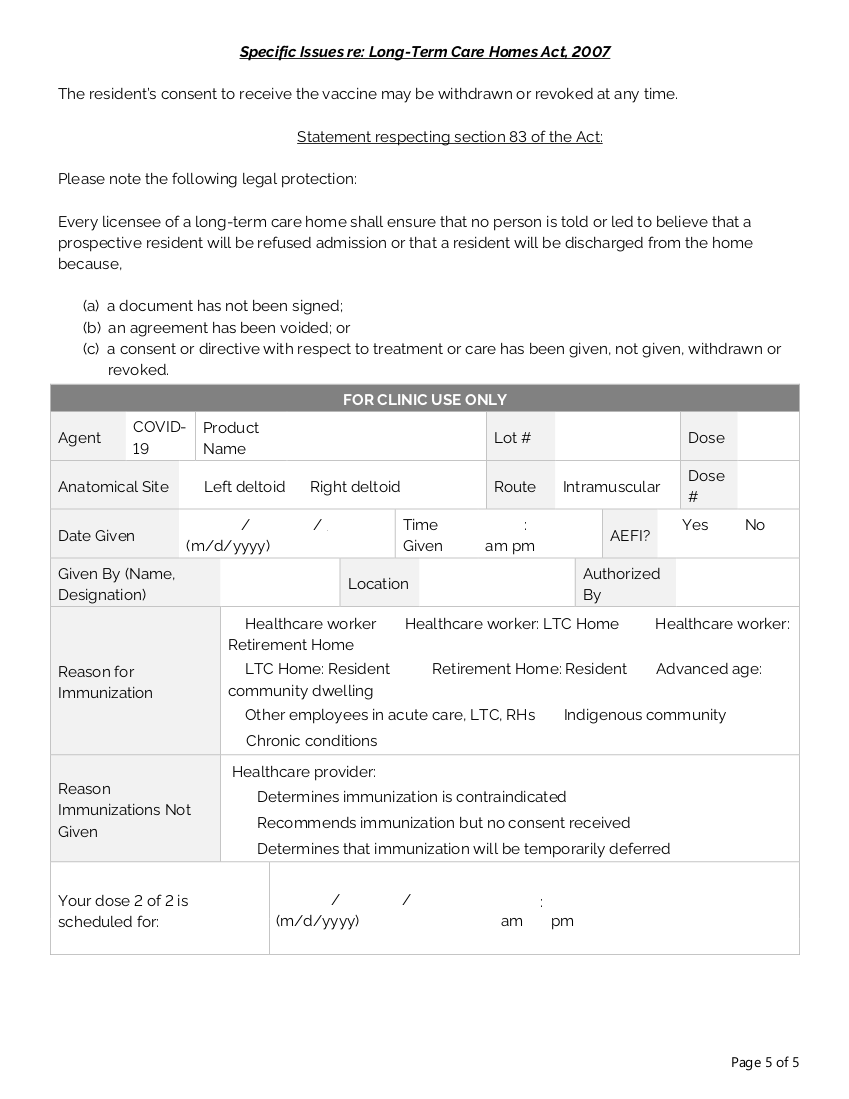 Specific Issues re: Long-Term Care Homes Act, 2007
The resident's consent to receive the vaccine may be withdrawn or revoked at any time.
Statement respecting section 83 of the Act:
Please note the following legal protection:
Every licensee of a long-term care home shall ensure that no person is told or led to believe that a
prospective resident will be refused admission or that a resident will be discharged from the home
because,
(a) a document has not been signed;
(b) an agreement has been voided; or
(c) a consent or directive with respect to treatment or care has been given, not given, withdrawn or
revoked.
FOR CLINIC USE ONLY
Agent COVID-19 Product Name Lot # Dose
Anatomical Site Left deltoid Right deltoid Route Intramuscular Dose #
Date Given / / (m/d/yyyy) Time Given : am pm AEFI? Yes No
Given By (Name, Designation) Location Authorized By
Reason for Immunization
Healthcare worker Healthcare worker: LTC Home Healthcare worker:
Retirement Home
LTC Home: Resident Retirement Home: Resident Advanced age:
community dwelling
Other employees in acute care, LTC, RHs Indigenous community
Chronic conditions
Reason Immunizations Not Given
Healthcare provider:
Determines immunization is contraindicated
Recommends immunization but no consent received
Determines that immunization will be temporarily deferred
Your dose 2 of 2 is scheduled for:
/ / :
(m/d/yyyy) am pm
Page 5 of 5